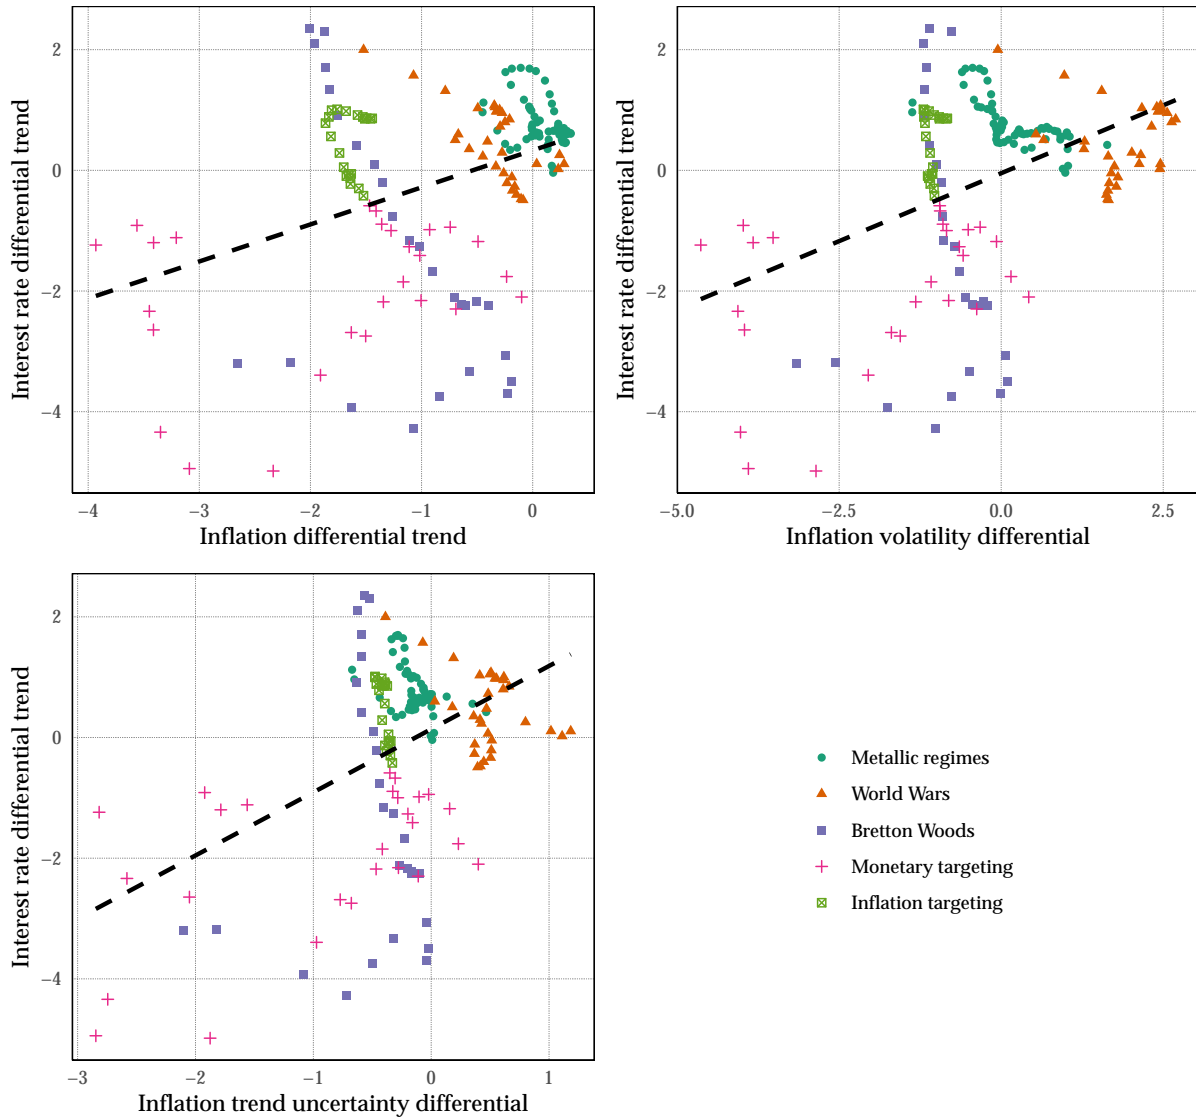 Interest rate differential trend
2
0
−2
−4
−4
−3
−2
−1
0
Inflation differential trend
Interest rate differential trend
2
0
−2
−4
−5.0
−2.5
0.0
2.5
Inflation volatility differential
Interest rate differential trend
2
0
−2
−4
−3
−2
−1
0
1
Inflation trend uncertainty differential
Metallic regimes
World Wars
Bretton Woods
Monetary targeting
Inflation targeting